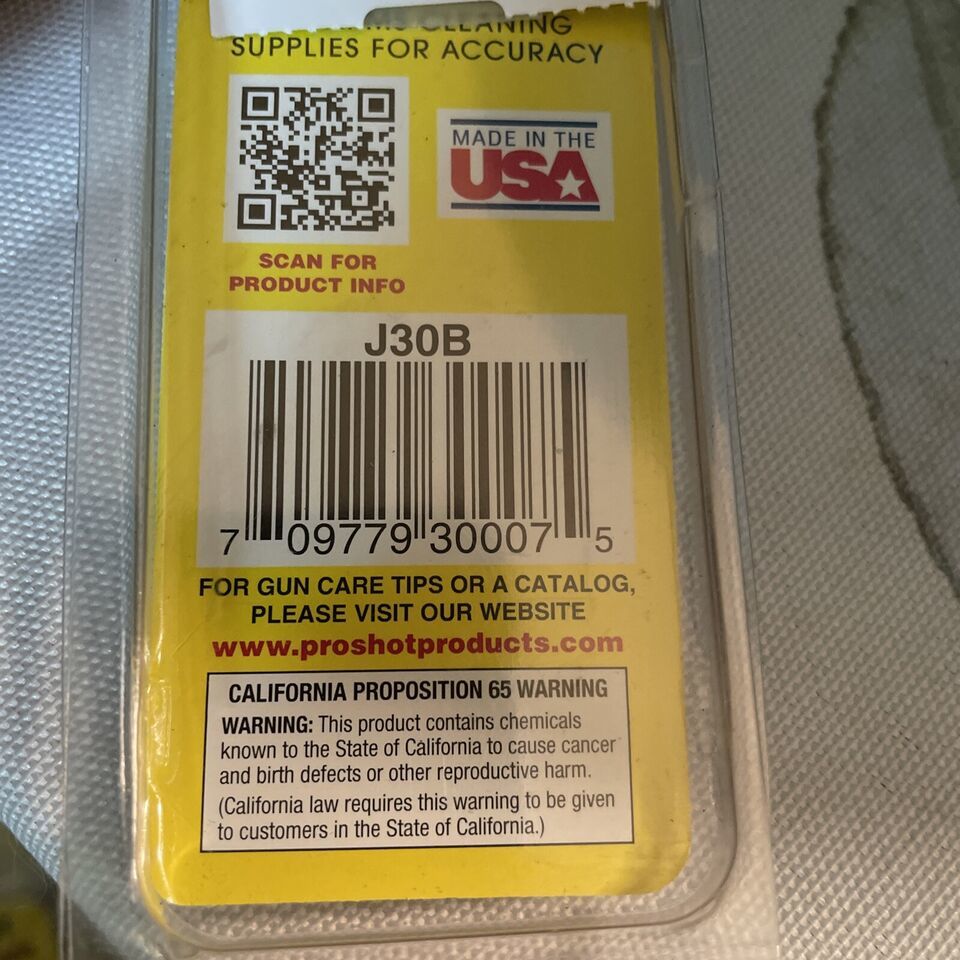 CLEANING
SUPPLIES FOR ACCURACY
MADE IN THE
USA
SCAN FOR
PRODUCT INFO
J30B
7 09779 30007 5
FOR GUN CARE TIPS OR A CATALOG,
PLEASE VISIT OUR WEBSITE
www.proshotproducts.com
CALIFORNIA PROPOSITION 65 WARNING
WARNING: This product contains chemicals
known to the State of California to cause cancer
and birth defects or other reproductive harm.
(California law requires this warning to be given
to customers in the State of California.)